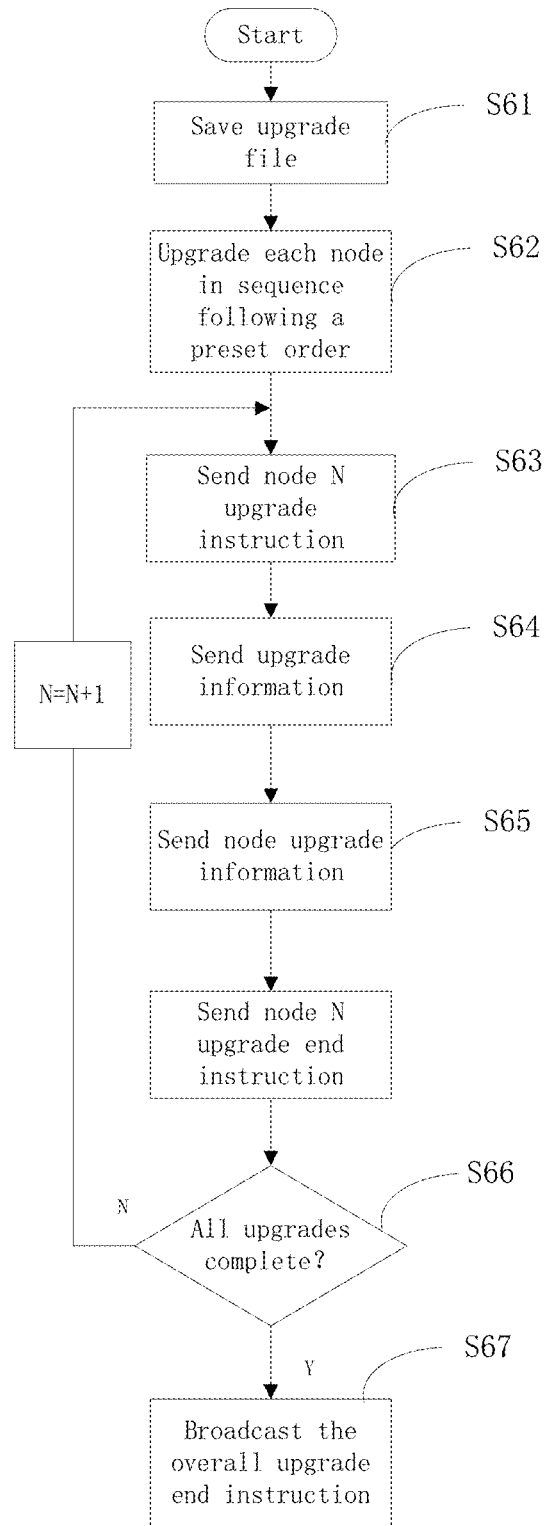 Start
Save upgrade
file
S61
Upgrade each node
in sequence
following a
preset order
S62
Send node N
upgrade
instruction
S63
Send upgrade
information
S64
N=N+1
Send node upgrade
information
S65
Send node N
upgrade end
instruction
All upgrades
complete?
S66
N
Y
Broadcast the
overall upgrade
end instruction
S67